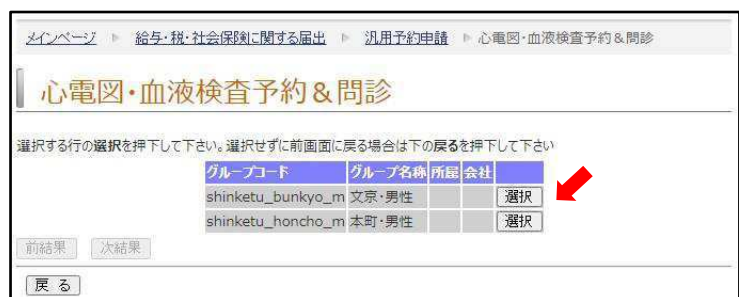 メインページ ▶ 給与・税・社会保険に関する届出 ▶ 汎用予約申請 ▶ 心電図・血液検査予約&問診
心電図・血液検査予約&問診
選択する行の選択を押下して下さい。選択せずに前画面に戻る場合は下の戻るを押下して下さい
グループコード グループ名称 所属 会社
shinketu_bunkyo_m 文京・男性 選択
shinketu_honcho_m 本町・男性 選択
前結果 次結果
戻る